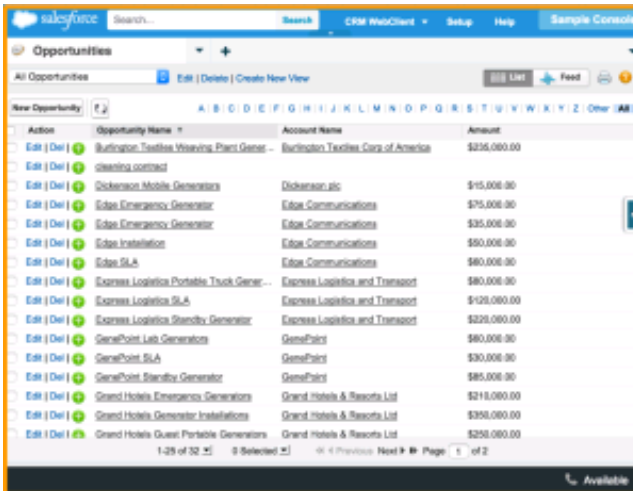 salesforce Search... Search CRM WebClient Setup Help Sample Console
Opportunities
All Opportunities Edit | Delete | Create New View List Feed
New Opportunity A B C D E F G H I J K L M N O P Q R S T U V W X Y Z Other All
Action Opportunity Name Account Name Amount
Edit | Del | Burlington Textiles Weaving Plant Gener... Burlington Textiles Corp of America $235,000.00
Edit | Del | cleaning contract
Edit | Del | Dickenson Mobile Generators Dickenson plc $15,000.00
Edit | Del | Edge Emergency Generator Edge Communications $75,000.00
Edit | Del | Edge Emergency Generator Edge Communications $35,000.00
Edit | Del | Edge Installation Edge Communications $50,000.00
Edit | Del | Edge SLA Edge Communications $60,000.00
Edit | Del | Express Logistics Portable Truck Gener... Express Logistics and Transport $80,000.00
Edit | Del | Express Logistics SLA Express Logistics and Transport $120,000.00
Edit | Del | Express Logistics Standby Generator Express Logistics and Transport $220,000.00
Edit | Del | GenePoint Lab Generators GenePoint $60,000.00
Edit | Del | GenePoint SLA GenePoint $30,000.00
Edit | Del | GenePoint Standby Generator GenePoint $85,000.00
Edit | Del | Grand Hotels Emergency Generators Grand Hotels & Resorts Ltd $210,000.00
Edit | Del | Grand Hotels Generator Installations Grand Hotels & Resorts Ltd $350,000.00
Edit | Del | Grand Hotels Guest Portable Generators Grand Hotels & Resorts Ltd $250,000.00
1-25 of 32 0 Selected Previous Next Page 1 of 2
Available